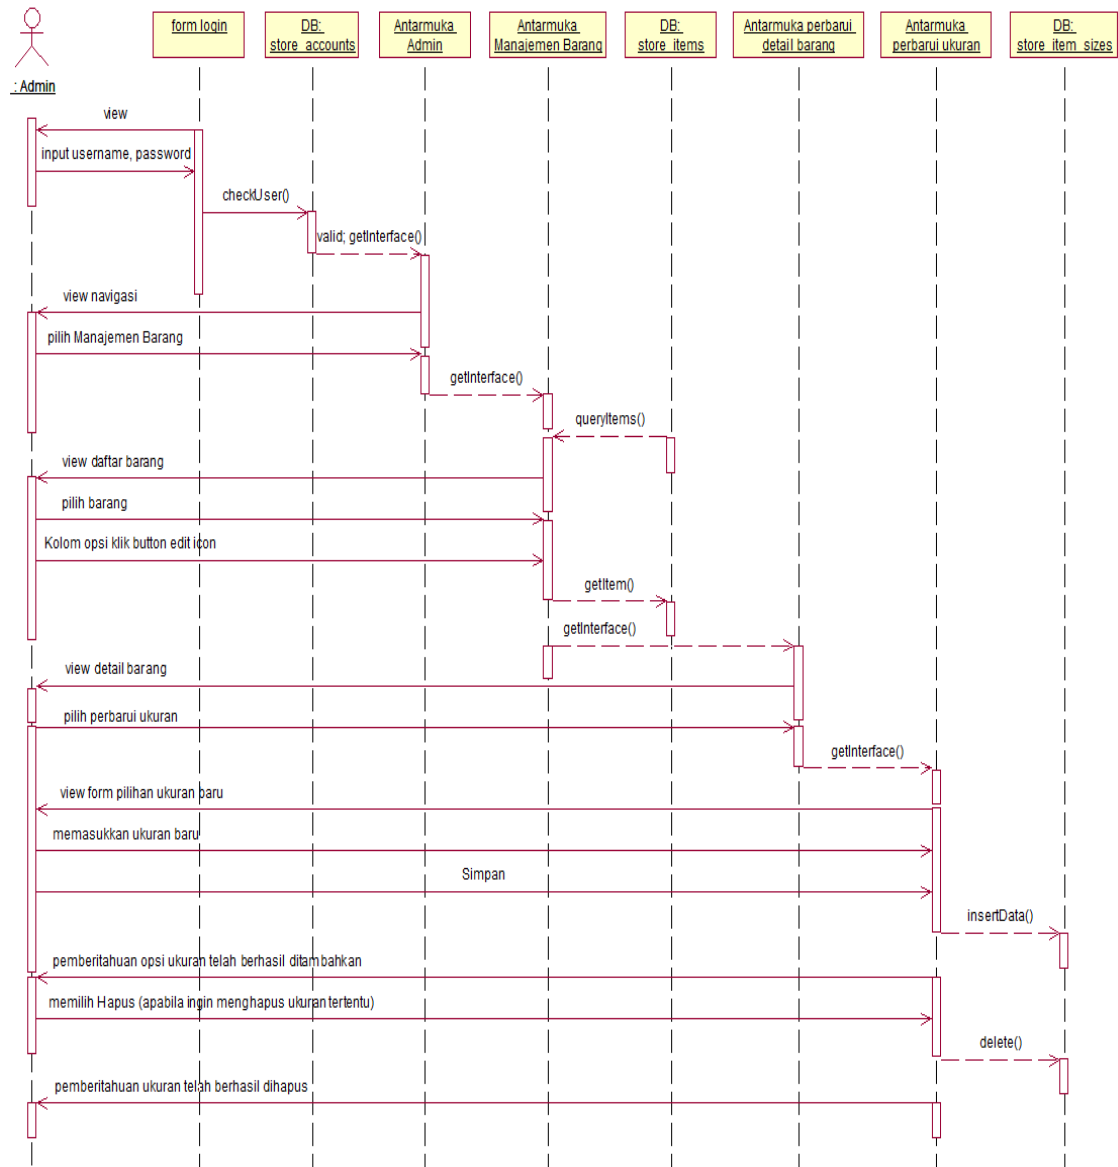 form login
DB:
store_accounts
Antarmuka
Admin
Antarmuka
Manajemen Barang
DB:
store_items
Antarmuka perbarui
detail barang
Antarmuka
perbarui ukuran
DB:
store_item_sizes
: Admin
view
input username, password
checkUser()
valid; getInterface()
view navigasi
pilih Manajemen Barang
getInterface()
queryItems()
view daftar barang
pilih barang
Kolom opsi klik button edit icon
getItem()
getInterface()
view detail barang
pilih perbarui ukuran
getInterface()
view form pilihan ukuran baru
memasukkan ukuran baru
Simpan
insertData()
pemberitahuan opsi ukuran telah berhasil ditambahkan
memilih Hapus (apabila ingin menghapus ukuran tertentu)
delete()
pemberitahuan ukuran telah berhasil dihapus